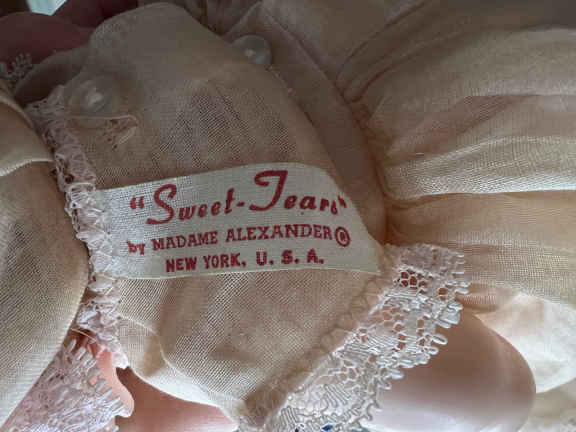 "Sweet-Tears"
by MADAME ALEXANDER®
NEW YORK, U. S. A.